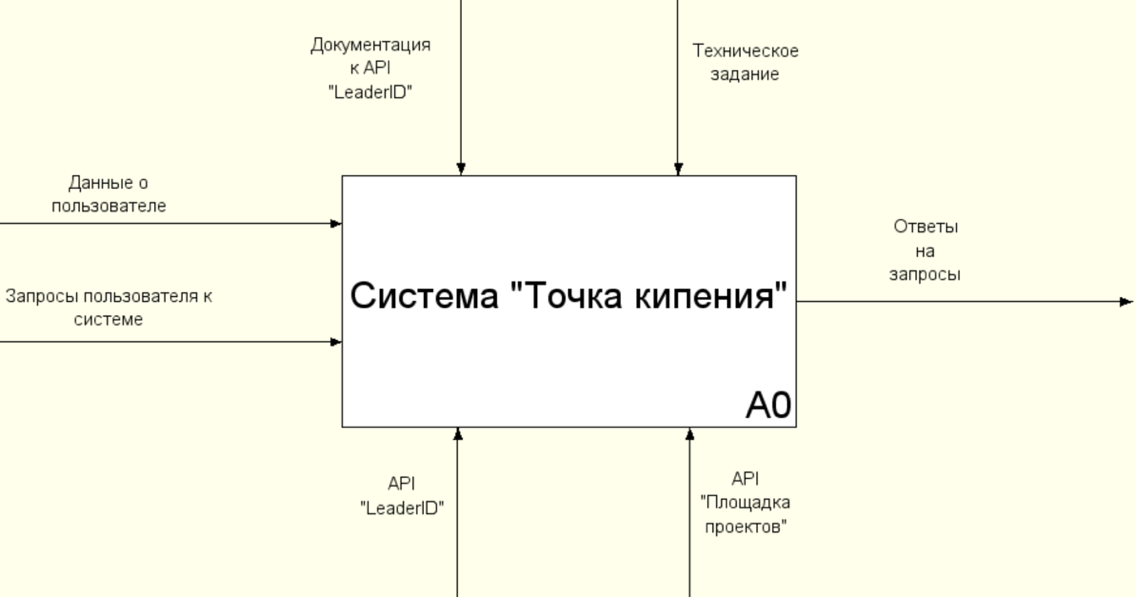 Документация
к API
"LeaderID"
Техническое
задание
Данные о
пользователе
Запросы пользователя к
системе
Система "Точка кипения"
A0
Ответы
на
запросы
API
"LeaderID"
API
"Площадка
проектов"